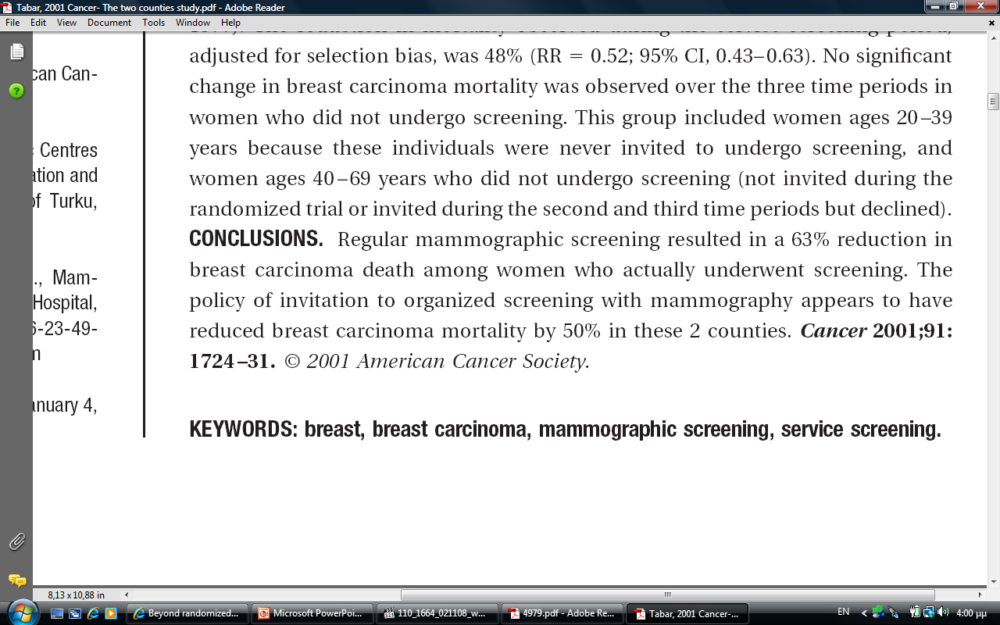 Tabar, 2001 Cancer- The two counties study.pdf - Adobe Reader
File Edit View Document Tools Window Help
can Can-
Centres
ation and
of Turku,
., Mam-
Hospital,
6-23-49-
m
anuary 4,
adjusted for selection bias, was 48% (RR = 0.52; 95% CI, 0.43–0.63). No significant
change in breast carcinoma mortality was observed over the three time periods in
women who did not undergo screening. This group included women ages 20–39
years because these individuals were never invited to undergo screening, and
women ages 40–69 years who did not undergo screening (not invited during the
randomized trial or invited during the second and third time periods but declined).
CONCLUSIONS. Regular mammographic screening resulted in a 63% reduction in
breast carcinoma death among women who actually underwent screening. The
policy of invitation to organized screening with mammography appears to have
reduced breast carcinoma mortality by 50% in these 2 counties. Cancer 2001;91:
1724–31. © 2001 American Cancer Society.
KEYWORDS: breast, breast carcinoma, mammographic screening, service screening.
8,13 x 10,88 in
Beyond randomized... Microsoft PowerPoi... 110_1664_021108_w... 4979.pdf - Adobe Re... Tabar, 2001 Cancer-... EN 4:00 μμ